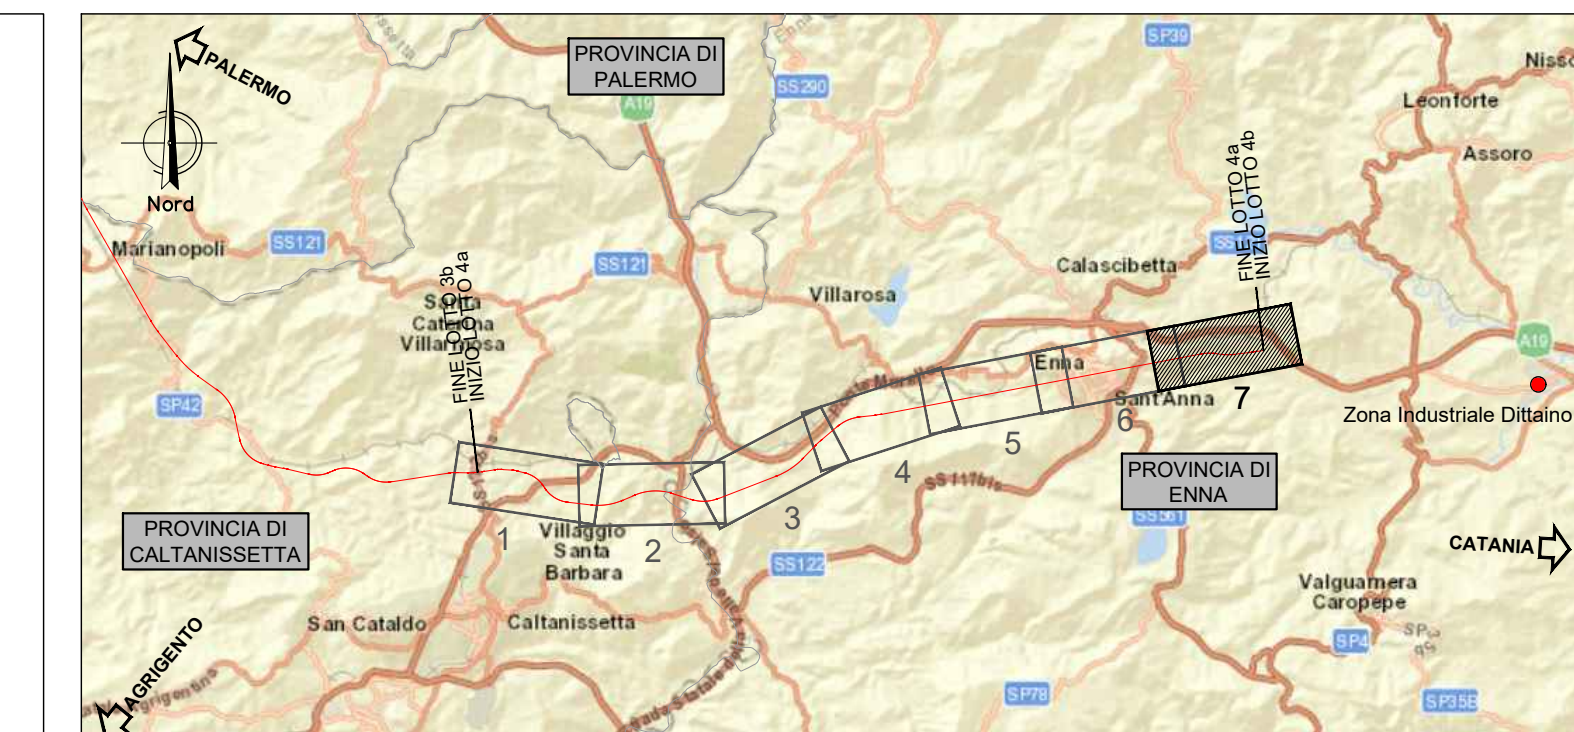 PALERMO
Nord
PROVINCIA DI
PALERMO
A19
SS290
Enna
SP39
Leonforte
Assoro
Marianopoli
SS121
SS121
Santa
Caterina
Villarmosa
FINE LOTTO 3b
INIZIO LOTTO 4a
Villarosa
Calascibetta
FINE LOTTO 4a
INIZIO LOTTO 4b
A19
SP42
Enna
Sant'Anna
7
Zona Industriale Dittaino
6
5
4
3
2
1
SS117bis
PROVINCIA DI
ENNA
SS561
PROVINCIA DI
CALTANISSETTA
Villaggio
Santa
Barbara
SS122
CATANIA
Valguarnera
Caropepe
San Cataldo
Caltanissetta
SP4
AGRIGENTO
SP78
SP35B